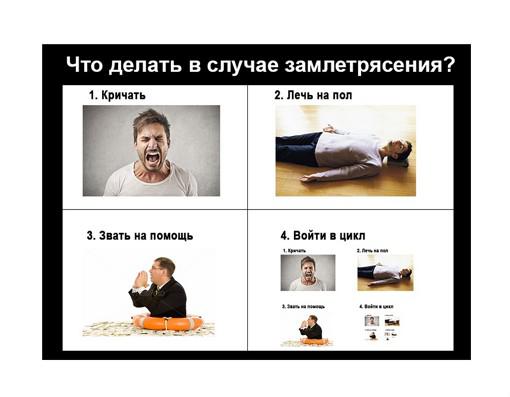 Что делать в случае замлетрясения?
1. Кричать
2. Лечь на пол
3. Звать на помощь
4. Войти в цикл
1. Кричать
2. Лечь на пол
3. Звать на помощь
4. Войти в цикл